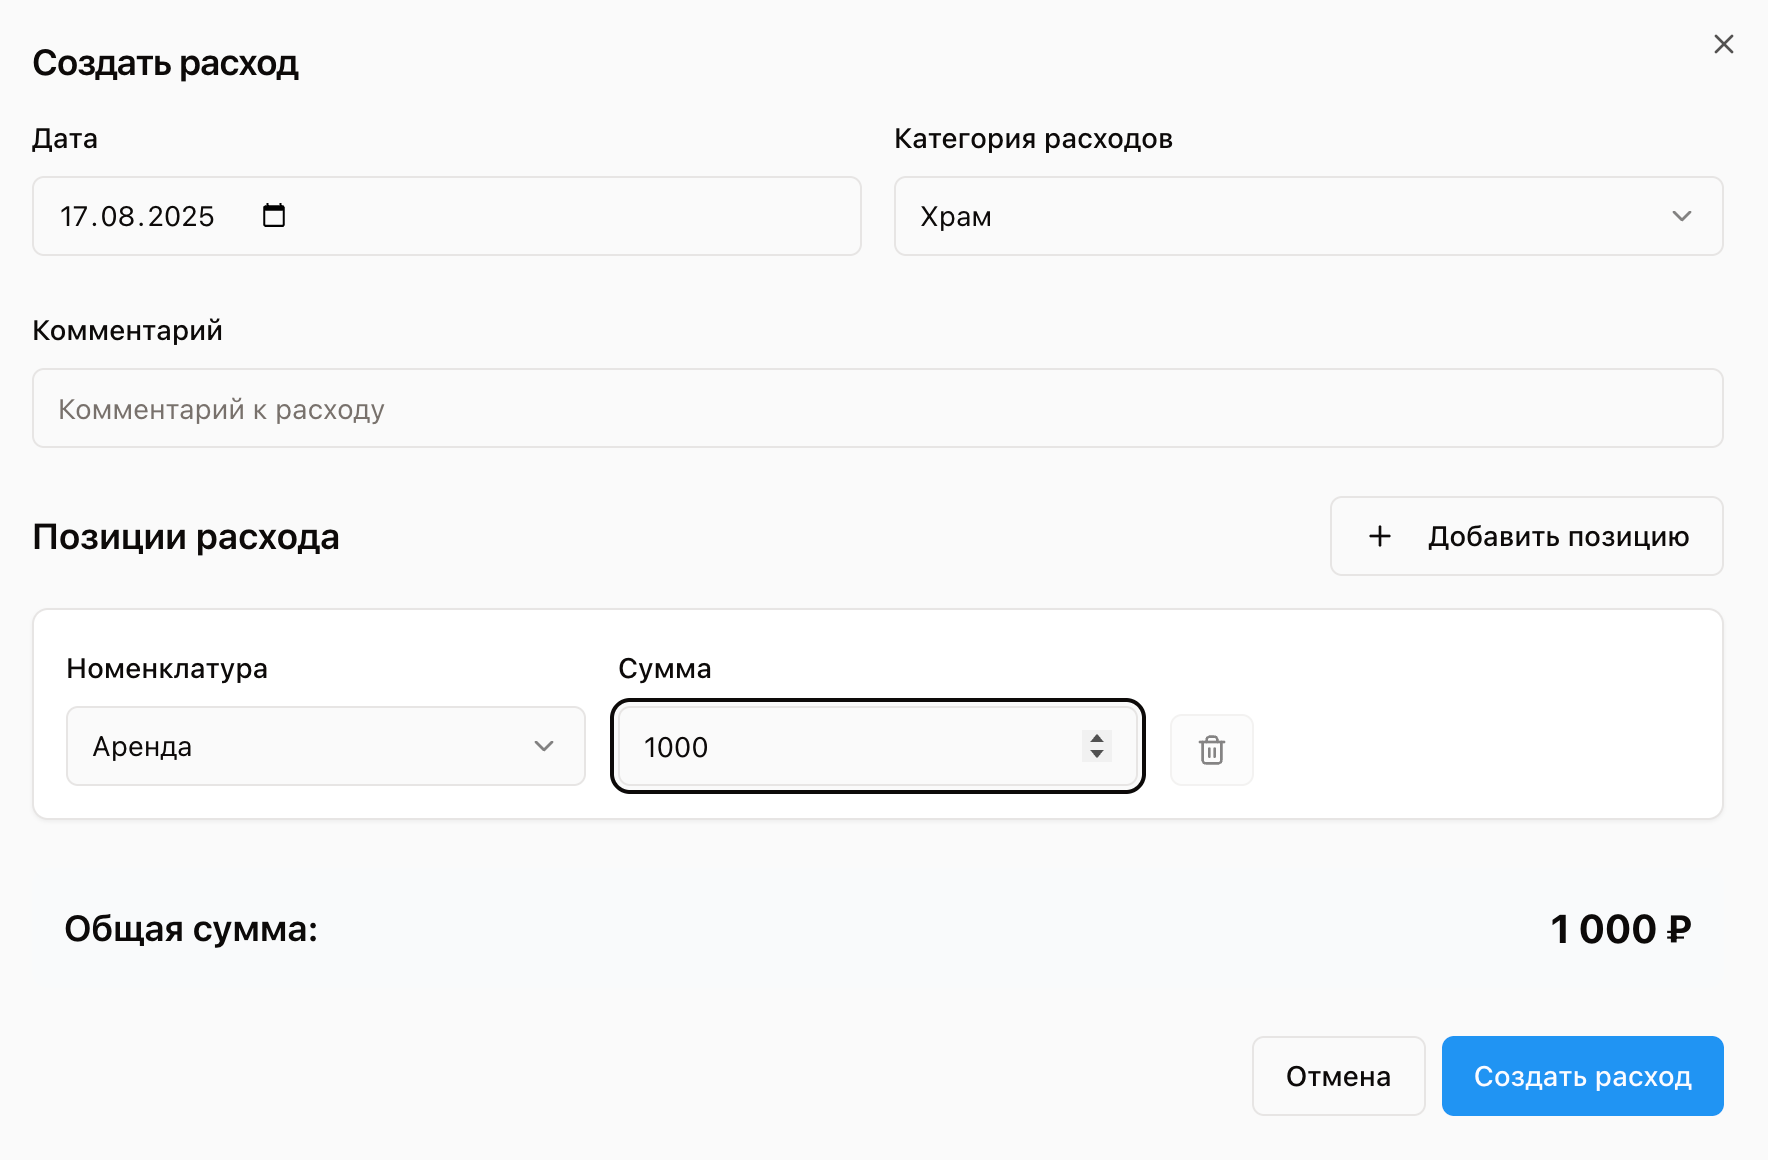 Создать расход
Дата
Категория расходов
17.08.2025
Храм
Комментарий
Комментарий к расходу
Позиции расхода
Добавить позицию
Номенклатура
Сумма
Аренда
1000
Общая сумма:
1 000 ₽
Отмена
Создать расход